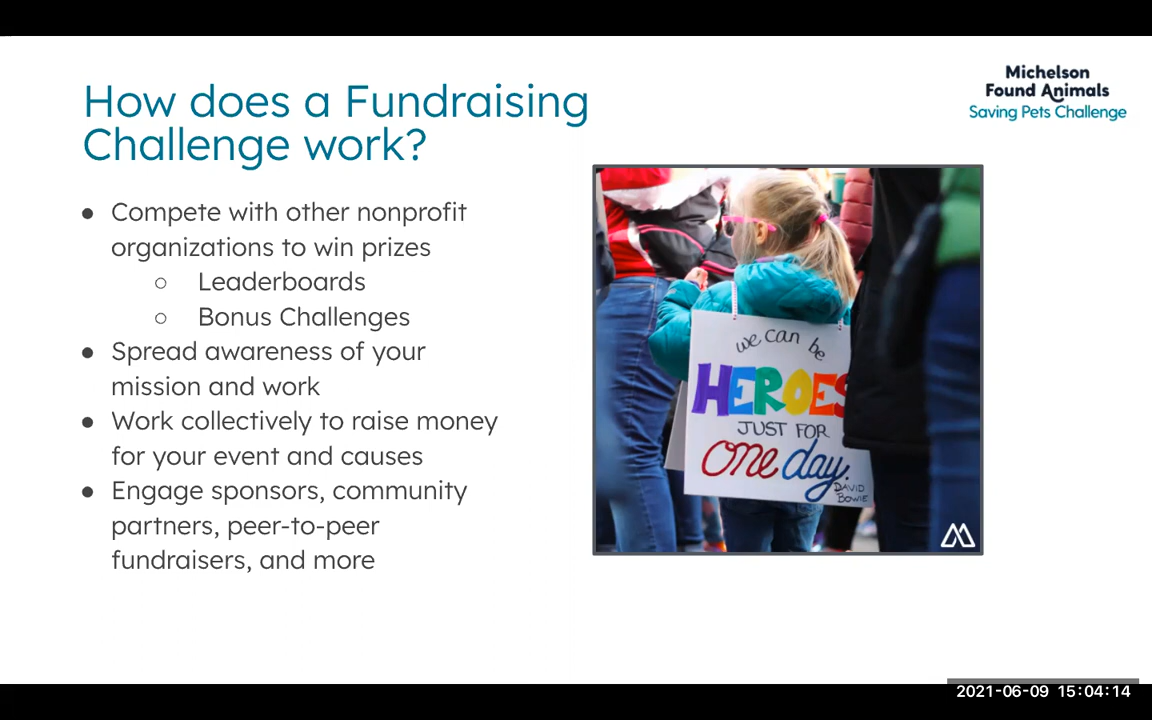 How does a Fundraising
Challenge work?
Michelson
Found Animals
Saving Pets Challenge
● Compete with other nonprofit
organizations to win prizes
○ Leaderboards
○ Bonus Challenges
● Spread awareness of your
mission and work
● Work collectively to raise money
for your event and causes
● Engage sponsors, community
partners, peer-to-peer
fundraisers, and more
we can be
HEROES
JUST FOR
one day.
DAVID
BOWIE
2021-06-09 15:04:14